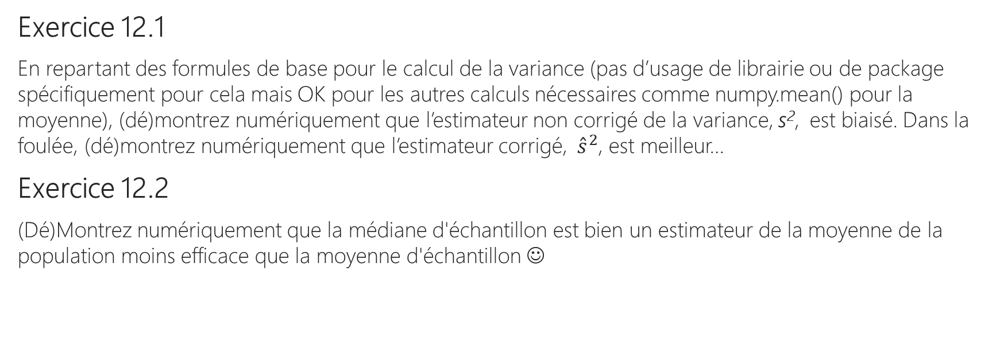 Exercice 12.1
En repartant des formules de base pour le calcul de la variance (pas d’usage de librairie ou de package
spécifiquement pour cela mais OK pour les autres calculs nécessaires comme numpy.mean() pour la
moyenne), (dé)montrez numériquement que l’estimateur non corrigé de la variance, s², est biaisé. Dans la
foulée, (dé)montrez numériquement que l’estimateur corrigé, ŝ², est meilleur…
Exercice 12.2
(Dé)Montrez numériquement que la médiane d'échantillon est bien un estimateur de la moyenne de la
population moins efficace que la moyenne d'échantillon ☺